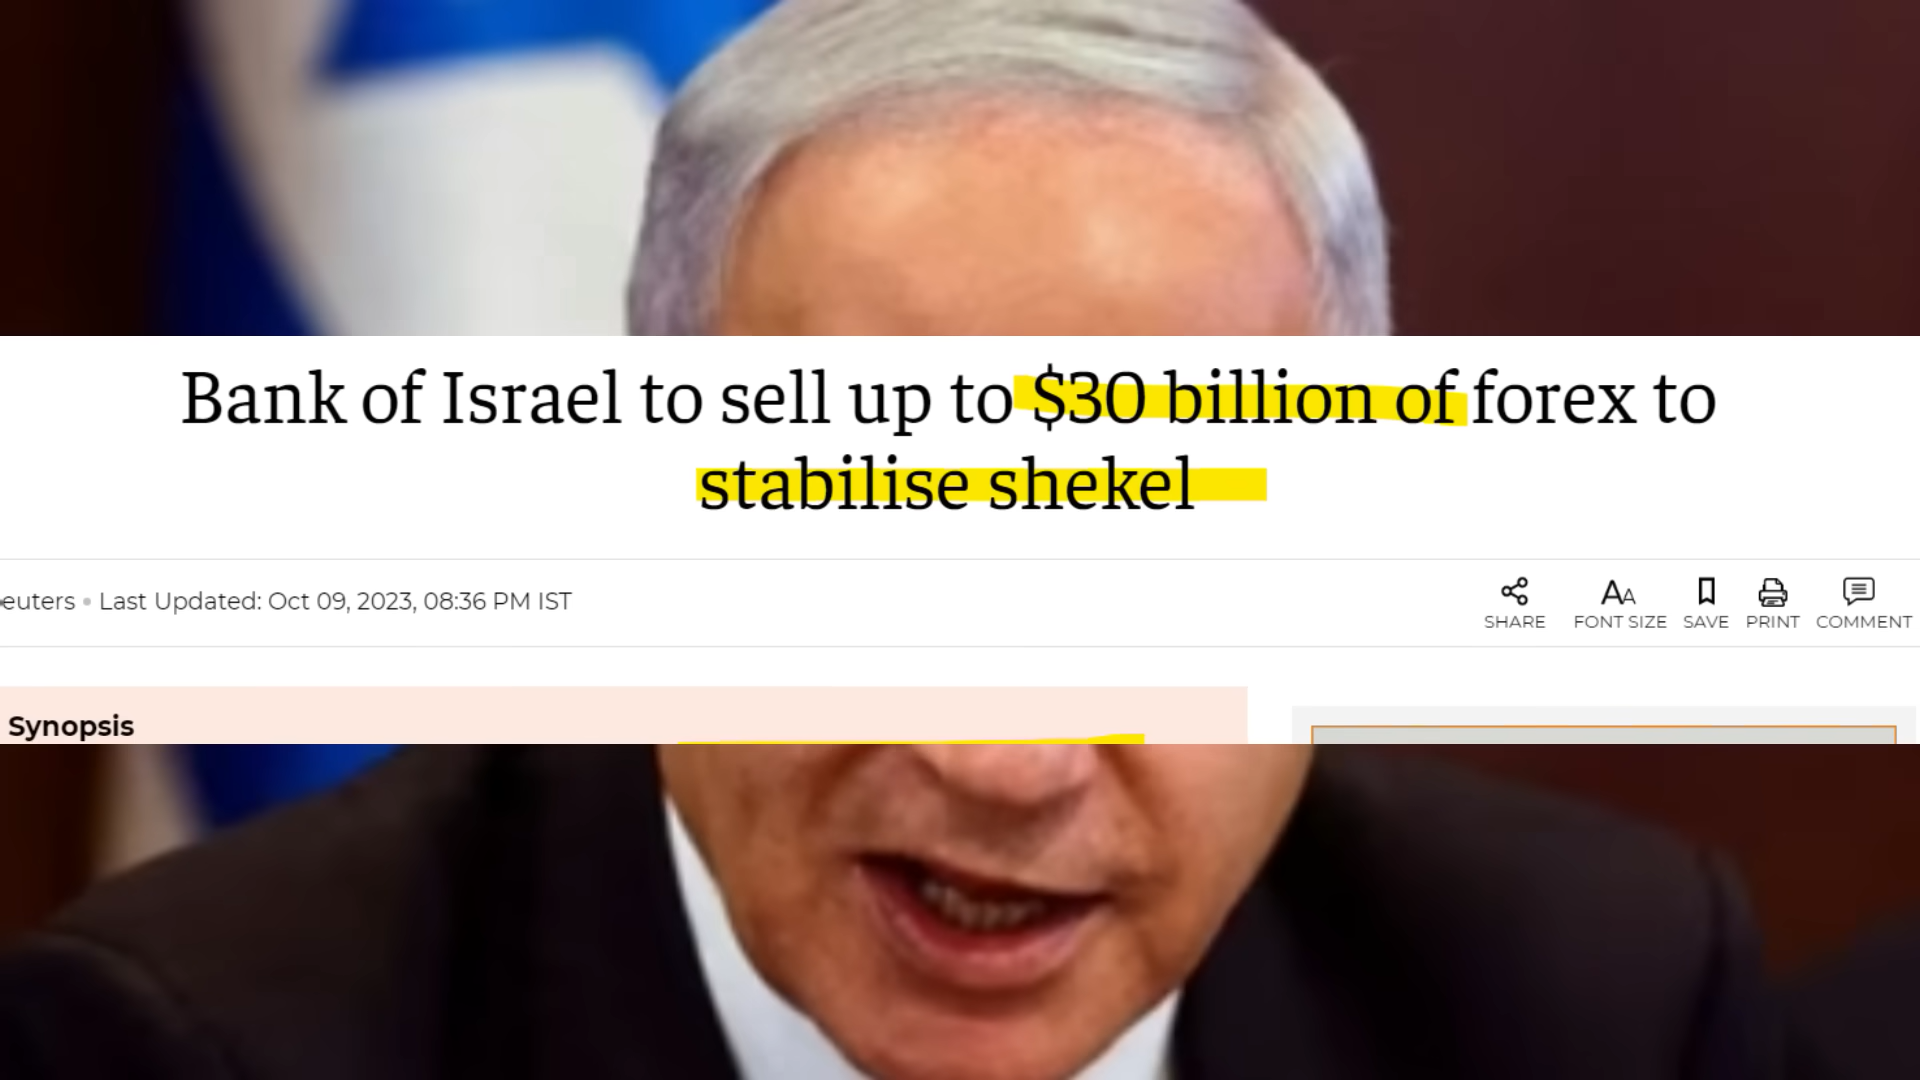 Bank of Israel to sell up to $30 billion of forex to
stabilise shekel
euters • Last Updated: Oct 09, 2023, 08:36 PM IST
SHARE FONT SIZE SAVE PRINT COMMENT
Synopsis